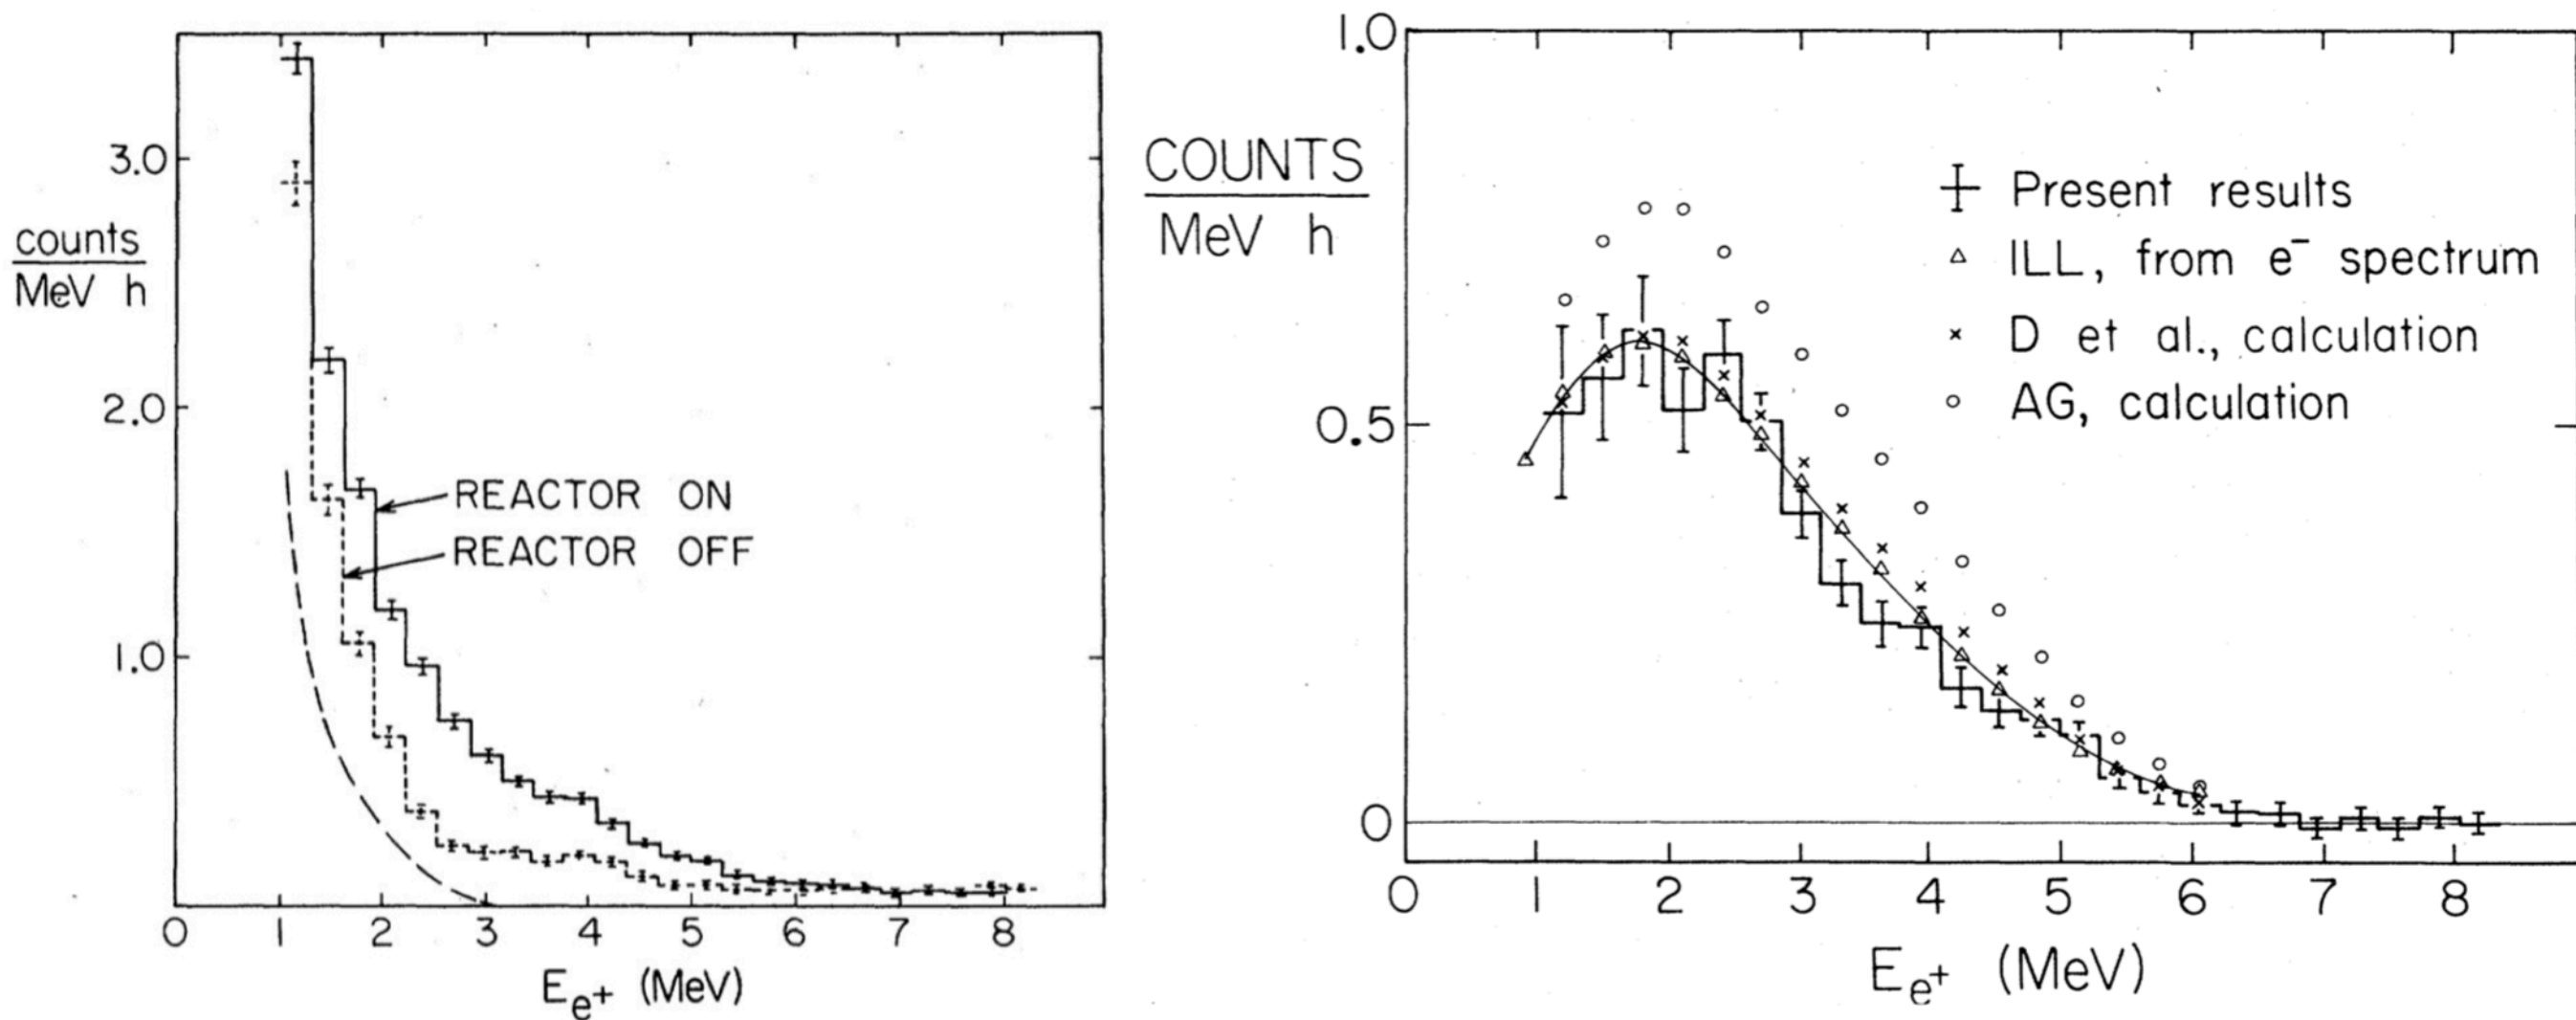 3.0
2.0
1.0
counts
MeV h
REACTOR ON
REACTOR OFF
0 1 2 3 4 5 6 7 8
E_e+ (MeV)
1.0
0.5
0
COUNTS
MeV h
Present results
ILL, from e⁻ spectrum
D et al., calculation
AG, calculation
0 1 2 3 4 5 6 7 8
E_e+ (MeV)